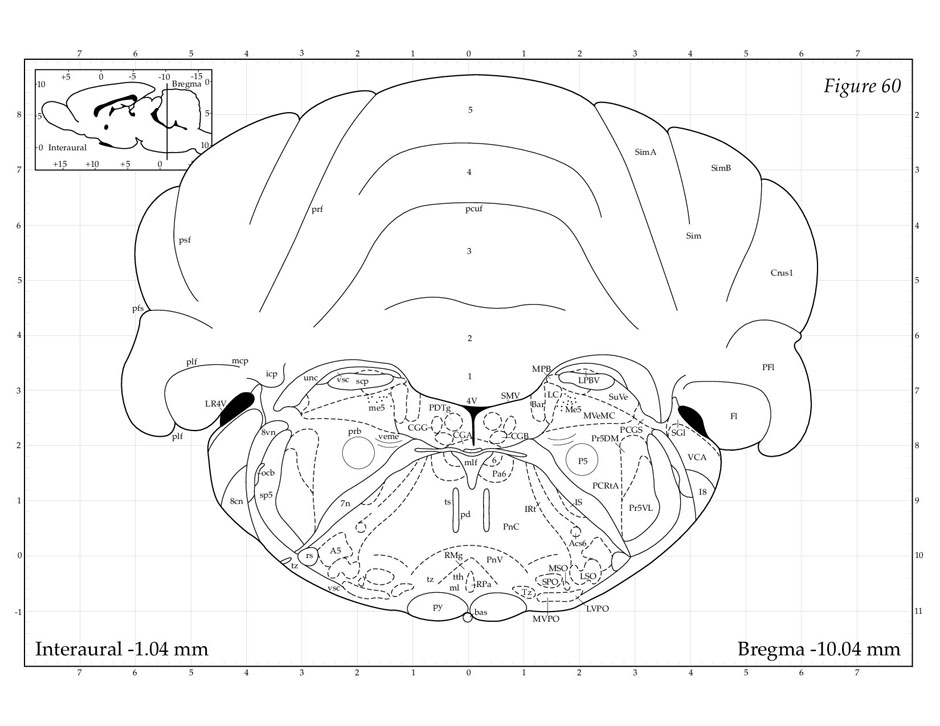 7 6 5 4 3 2 1 0 1 2 3 4 5 6 7
+5 0 -5 -10 -15
Bregma
10 0
5 5
0 Interaural 10
+15 +10 +5 0 -5
Figure 60
8 5 2
SimA
7 4 SimB 3
prf pcuf
6 Sim 4
psf
3
5 Crus1 5
pfs
4 2 6
plf mcp
icp MPB PFl
unc vsc scp 1 LPBV
3 LR4V me5 PDTg 4V SMV Bar LC Me5 SuVe 7
MVeMC Fl
CGG CGA CGB PCGS SGl
plf 8vn prb veme Pr5DM
2 8
mlf 6 P5 VCA
ocb Pa6
PCRtA I8
8cn sp5
1 7n ts pd IRt IS Pr5VL 9
PnC
Acs6
0 rs A5 RMg PnV 10
tz MSO
vsc tz tth RPa SPO LSO
ml Tz
-1 py bas LVPO 11
MVPO
Interaural -1.04 mm
Bregma -10.04 mm
7 6 5 4 3 2 1 0 1 2 3 4 5 6 7